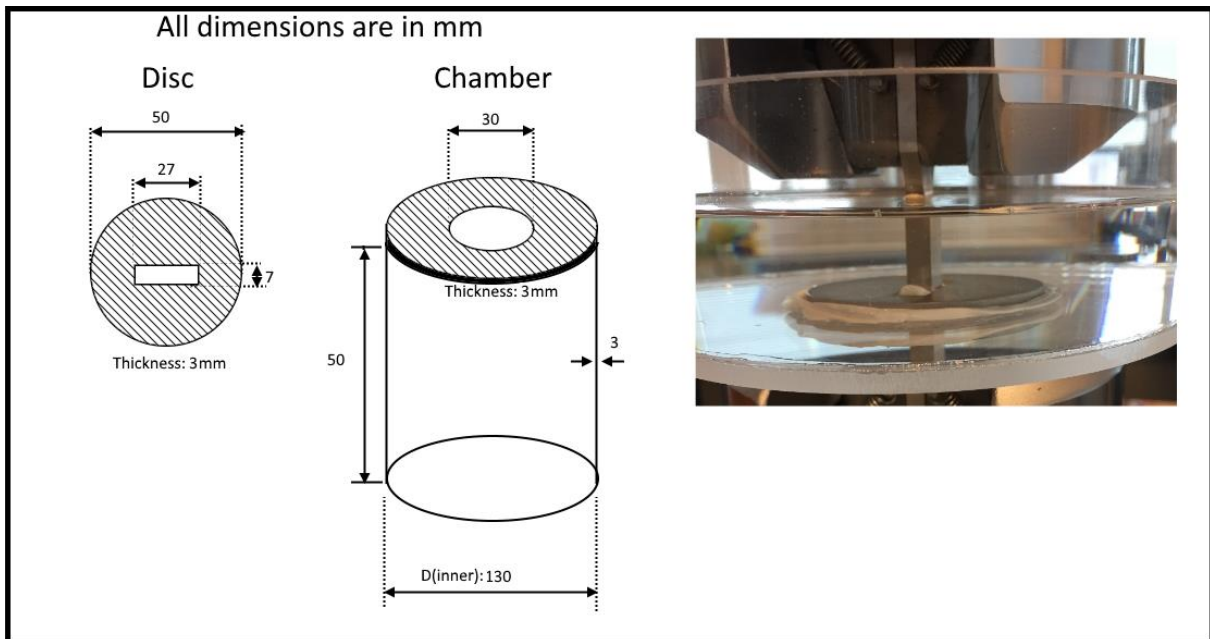 All dimensions are in mm
Disc
50
27
7
Thickness: 3mm
Chamber
30
Thickness: 3mm
50
3
D(inner): 130